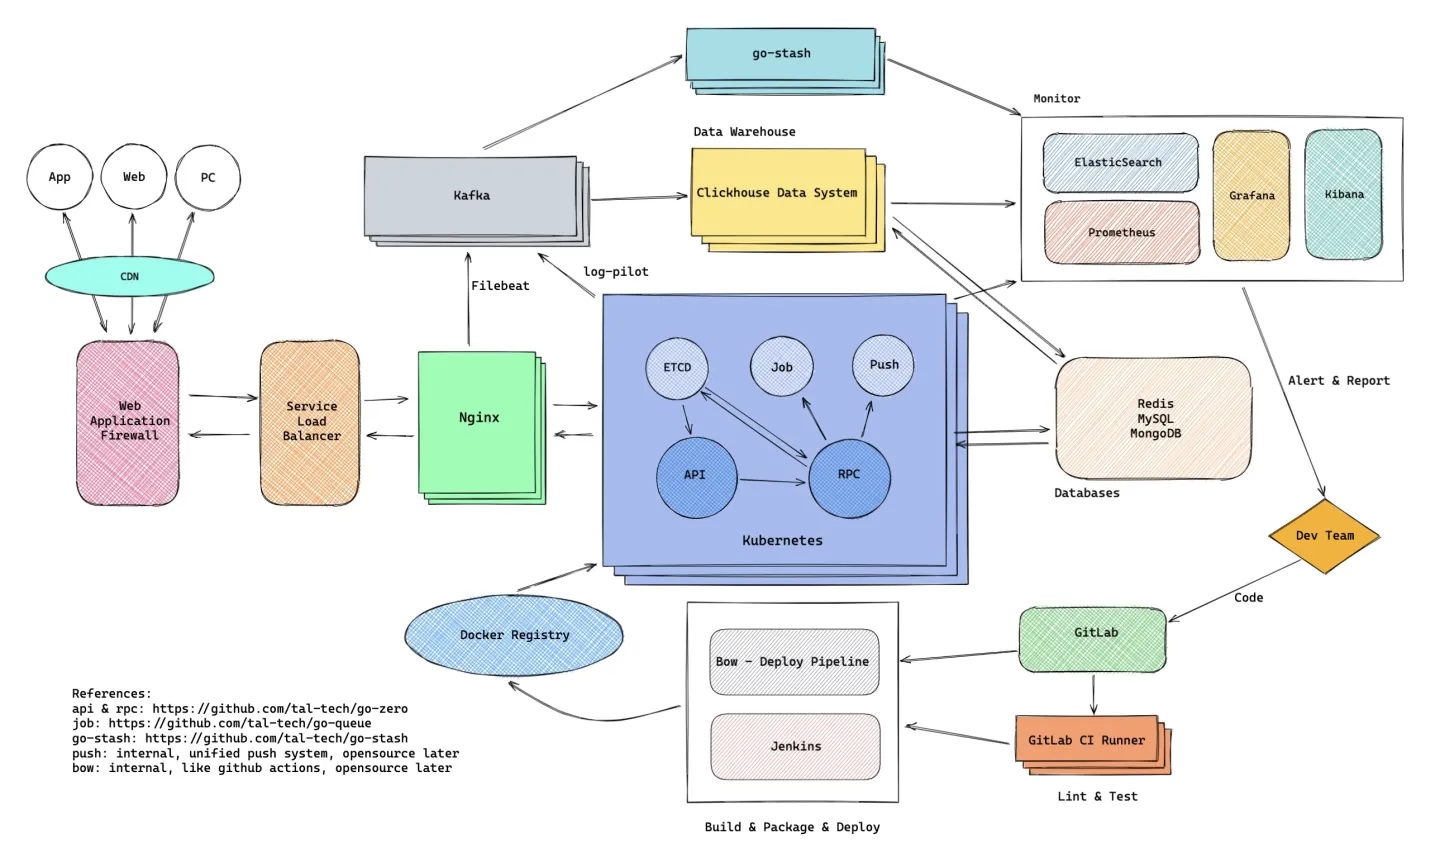 go-stash
Monitor
Data Warehouse
App
Web
PC
Kafka
Clickhouse Data System
ElasticSearch
Prometheus
Grafana
Kibana
CDN
Filebeat
log-pilot
Web
Application
Firewall
Service
Load
Balancer
Nginx
ETCD
Job
Push
API
RPC
Kubernetes
Redis
MySQL
MongoDB
Databases
Alert & Report
Dev Team
Code
Docker Registry
Bow - Deploy Pipeline
Jenkins
Build & Package & Deploy
GitLab
GitLab CI Runner
Lint & Test
References:
api & rpc: https://github.com/tal-tech/go-zero
job: https://github.com/tal-tech/go-queue
go-stash: https://github.com/tal-tech/go-stash
push: internal, unified push system, opensource later
bow: internal, like github actions, opensource later